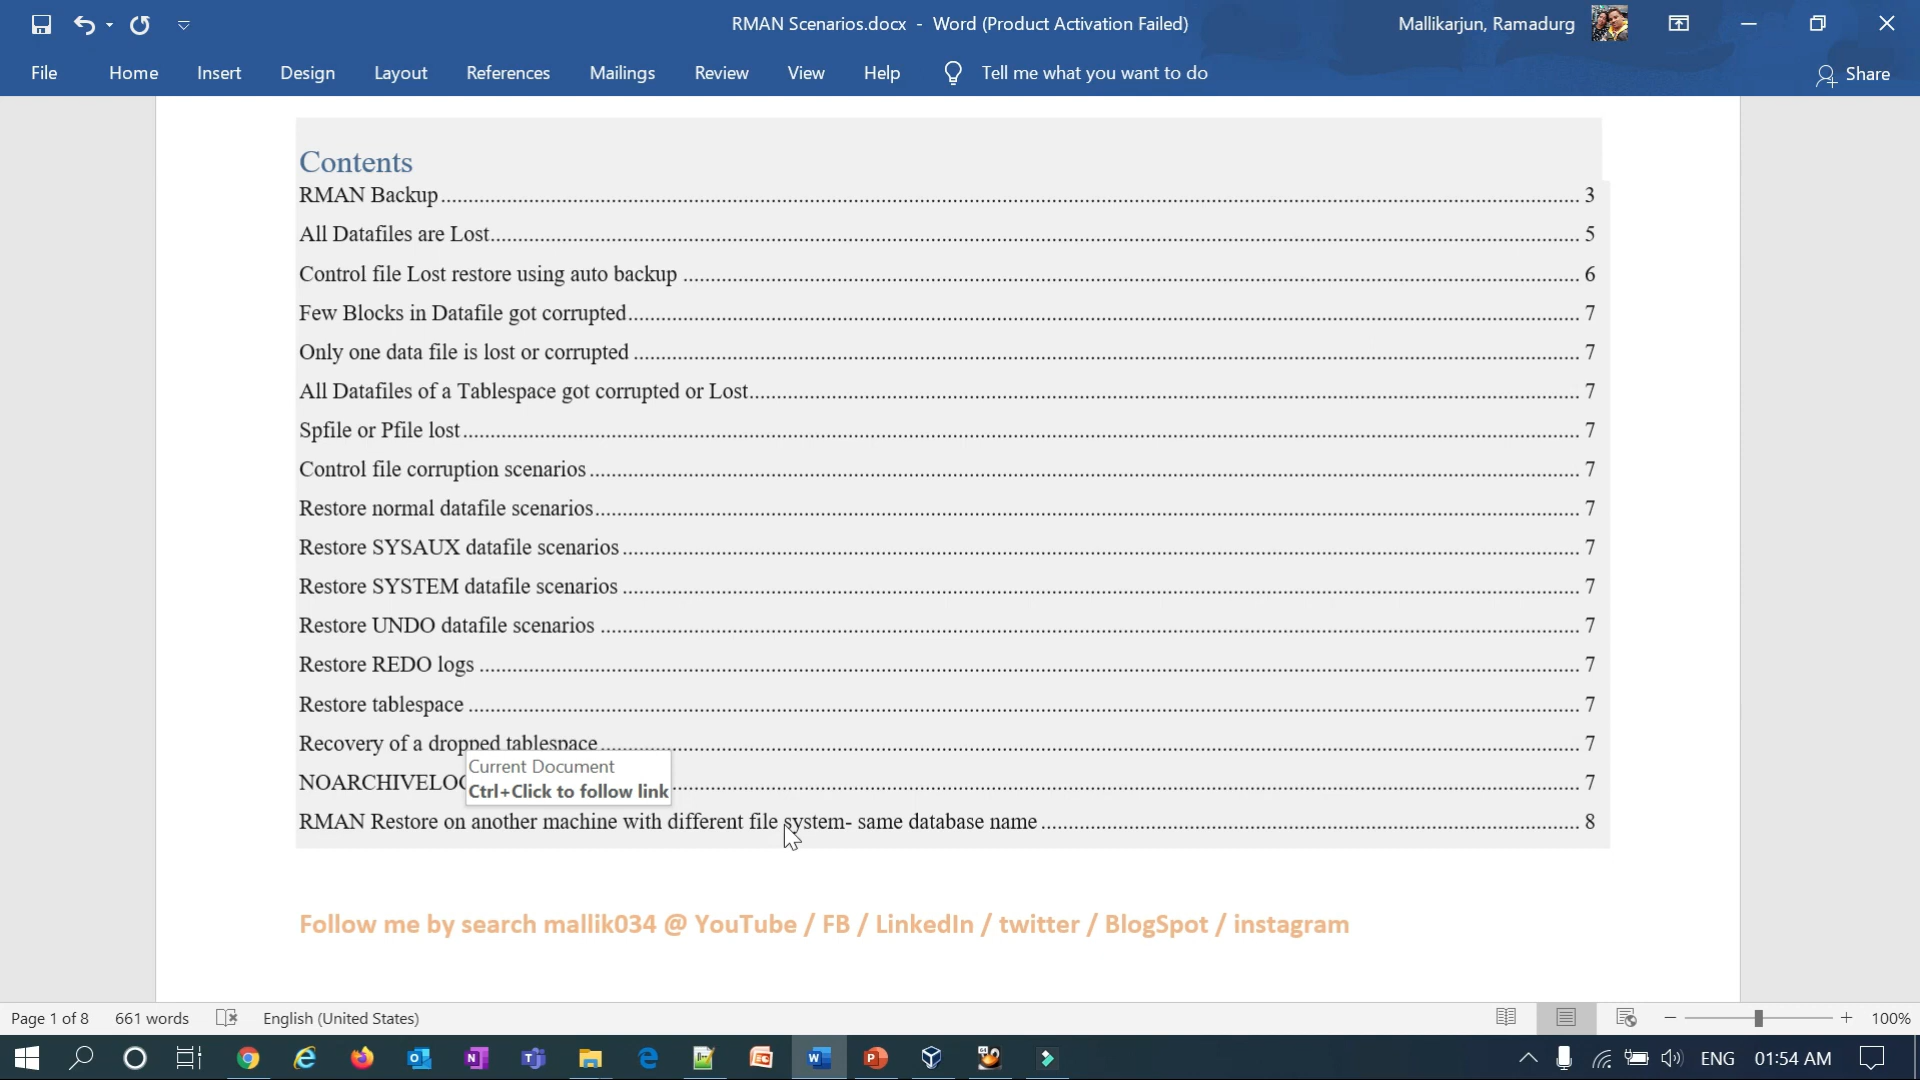 RMAN Scenarios.docx - Word (Product Activation Failed)
Mallikarjun, Ramadurg
File Home Insert Design Layout References Mailings Review View Help Tell me what you want to do Share
Contents
RMAN Backup 3
All Datafiles are Lost 5
Control file Lost restore using auto backup 6
Few Blocks in Datafile got corrupted 7
Only one data file is lost or corrupted 7
All Datafiles of a Tablespace got corrupted or Lost 7
Spfile or Pfile lost 7
Control file corruption scenarios 7
Restore normal datafile scenarios 7
Restore SYSAUX datafile scenarios 7
Restore SYSTEM datafile scenarios 7
Restore UNDO datafile scenarios 7
Restore REDO logs 7
Restore tablespace 7
Recovery of a dropped tablespace 7
Current Document
Ctrl+Click to follow link
7
RMAN Restore on another machine with different file system- same database name 8
Follow me by search mallik034 @ YouTube / FB / LinkedIn / twitter / BlogSpot / instagram
Page 1 of 8 661 words English (United States) 100%
ENG 01:54 AM